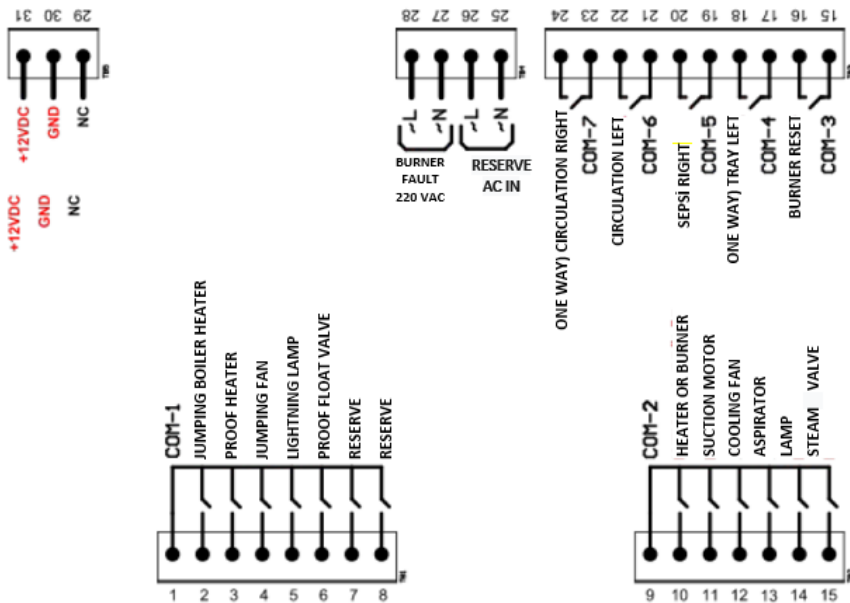 31 30 29
+12VDC
GND
NC
+12VDC
GND
NC
28 27 26 25
~L
~N
~L
~N
BURNER
FAULT
220 VAC
RESERVE
AC IN
24 23 22 21 20 19 18 17 16 15
ONE WAY) CIRCULATION RIGHT
COM-7
CIRCULATION LEFT
COM-6
SEPSİ RIGHT
COM-5
ONE WAY) TRAY LEFT
COM-4
BURNER RESET
COM-3
COM-1
JUMPING BOILER HEATER
PROOF HEATER
JUMPING FAN
LIGHTNING LAMP
PROOF FLOAT VALVE
RESERVE
RESERVE
1 2 3 4 5 6 7 8
COM-2
HEATER OR BURNER
SUCTION MOTOR
COOLING FAN
ASPIRATOR
LAMP
STEAM VALVE
9 10 11 12 13 14 15